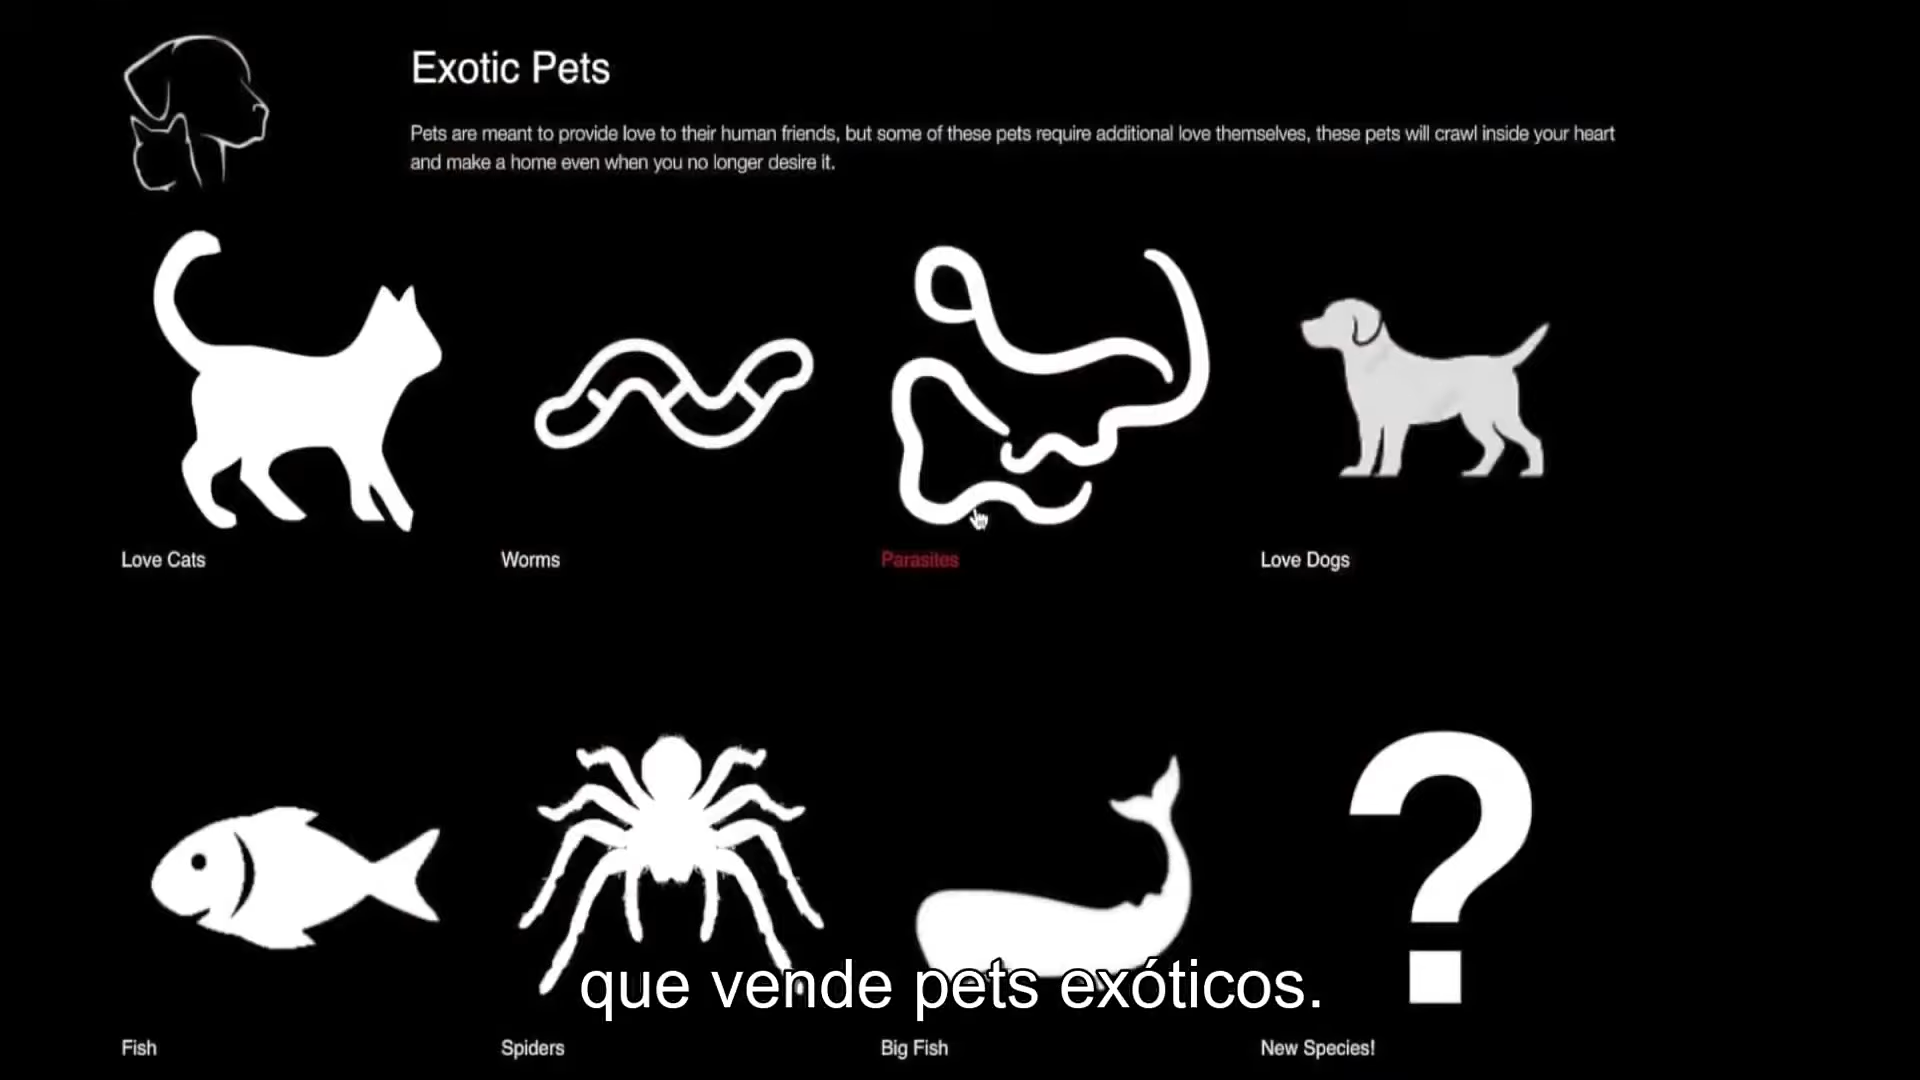 Exotic Pets
Pets are meant to provide love to their human friends, but some of these pets require additional love themselves, these pets will crawl inside your heart
and make a home even when you no longer desire it.
Love Cats
Worms
Parasites
Love Dogs
que vende pets exóticos.
Fish
Spiders
Big Fish
New Species!